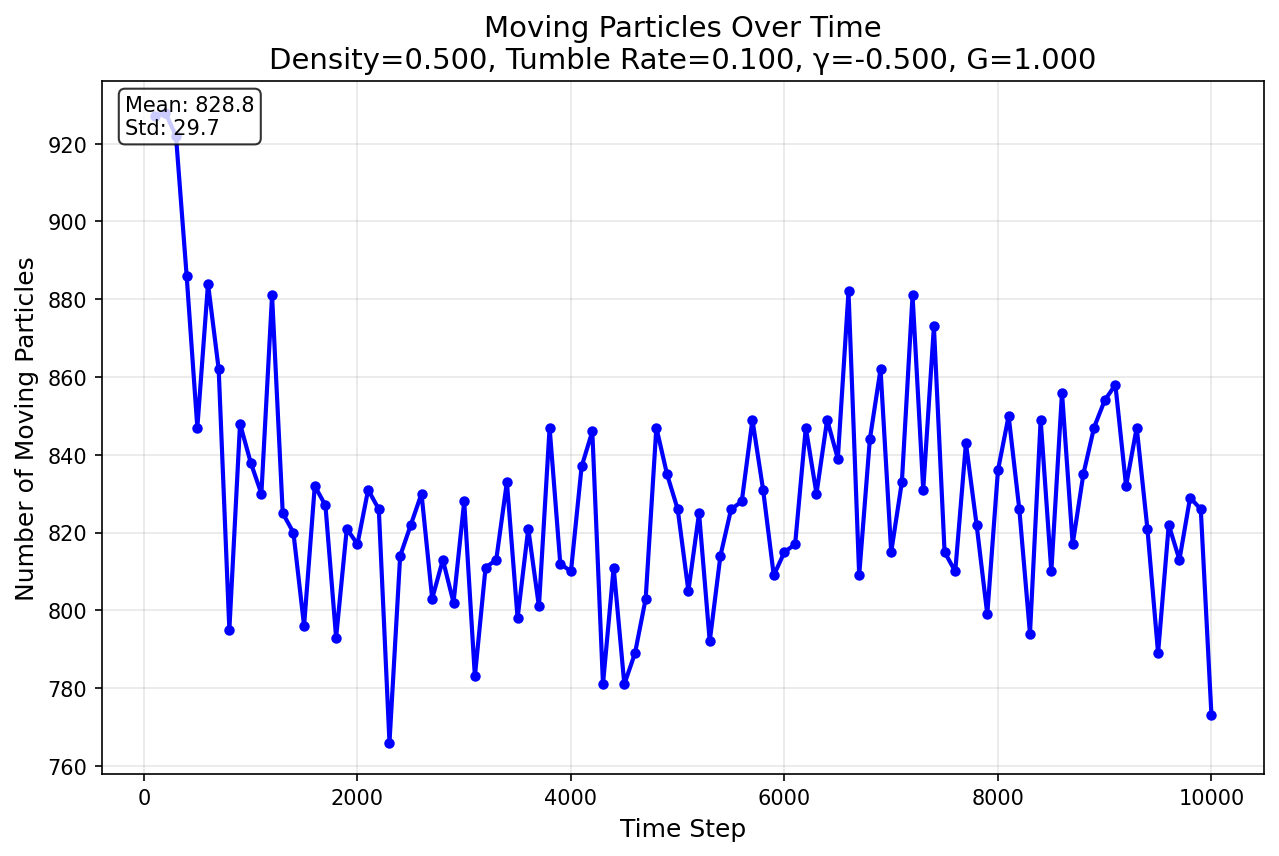 Moving Particles Over Time
Density=0.500, Tumble Rate=0.100, γ=-0.500, G=1.000
Mean: 828.8
Std: 29.7
920
900
880
860
840
820
800
780
760
Number of Moving Particles
0
2000
4000
6000
8000
10000
Time Step